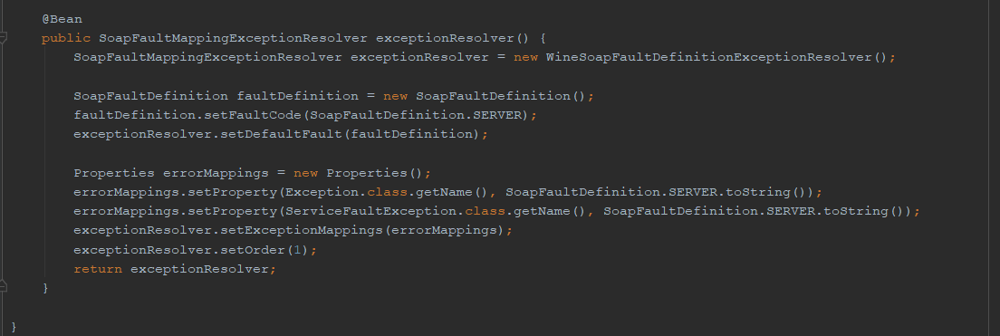 @Bean
public SoapFaultMappingExceptionResolver exceptionResolver() {
SoapFaultMappingExceptionResolver exceptionResolver = new WineSoapFaultDefinitionExceptionResolver();
SoapFaultDefinition faultDefinition = new SoapFaultDefinition();
faultDefinition.setFaultCode(SoapFaultDefinition.SERVER);
exceptionResolver.setDefaultFault(faultDefinition);
Properties errorMappings = new Properties();
errorMappings.setProperty(Exception.class.getName(), SoapFaultDefinition.SERVER.toString());
errorMappings.setProperty(ServiceFaultException.class.getName(), SoapFaultDefinition.SERVER.toString());
exceptionResolver.setExceptionMappings(errorMappings);
exceptionResolver.setOrder(1);
return exceptionResolver;
}
}